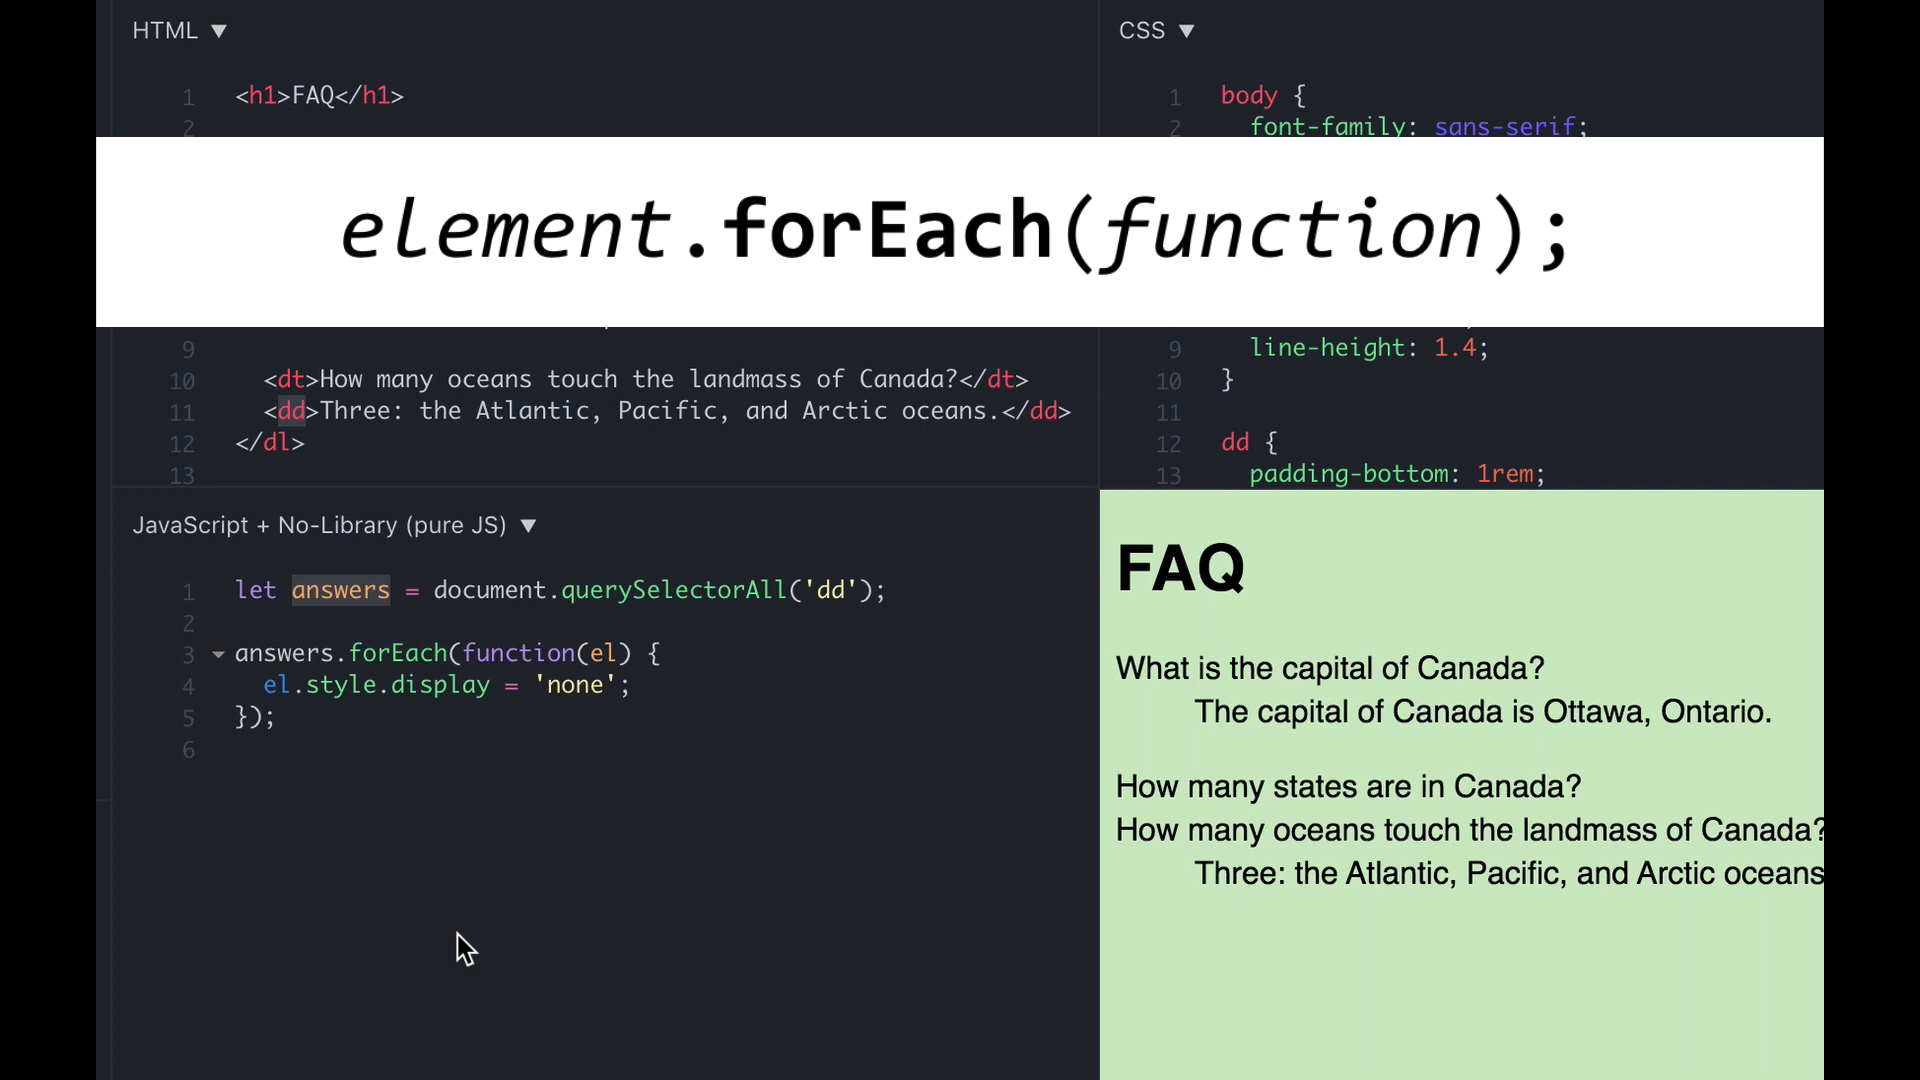 HTML ▼
1 <h1>FAQ</h1>
2
element.forEach(function);
9
10 <dt>How many oceans touch the landmass of Canada?</dt>
11 <dd>Three: the Atlantic, Pacific, and Arctic oceans.</dd>
12 </dl>
13
CSS ▼
1 body {
2 font-family: sans-serif;
9 line-height: 1.4;
10 }
11
12 dd {
13 padding-bottom: 1rem;
JavaScript + No-Library (pure JS) ▼
1 let answers = document.querySelectorAll('dd');
2
3 answers.forEach(function(el) {
4 el.style.display = 'none';
5 });
6
FAQ
What is the capital of Canada?
The capital of Canada is Ottawa, Ontario.
How many states are in Canada?
How many oceans touch the landmass of Canada?
Three: the Atlantic, Pacific, and Arctic oceans